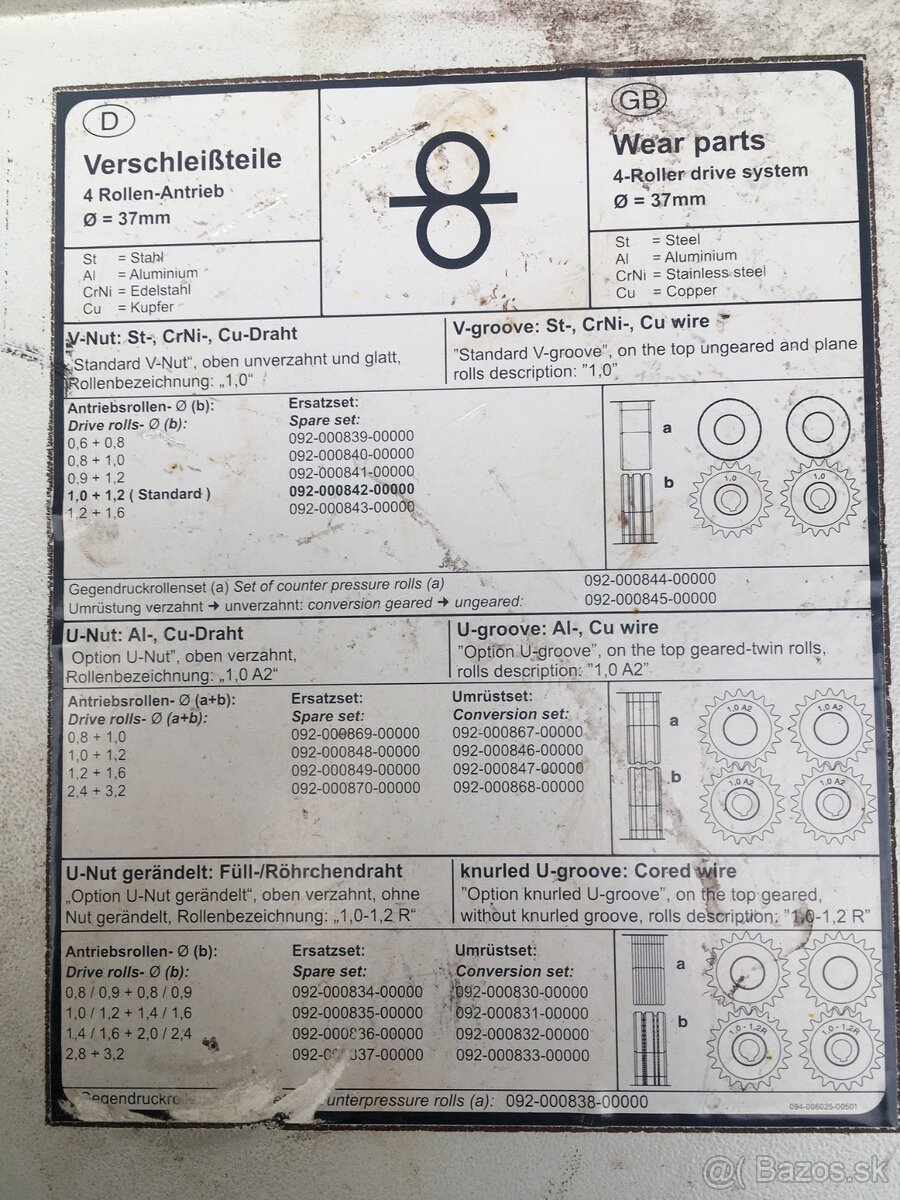 D
Verschleißteile
4 Rollen-Antrieb
Ø = 37mm
St = Stahl
Al = Aluminium
CrNi = Edelstahl
Cu = Kupfer
GB
Wear parts
4-Roller drive system
Ø = 37mm
St = Steel
Al = Aluminium
CrNi = Stainless steel
Cu = Copper
V-Nut: St-, CrNi-, Cu-Draht
„Standard V-Nut“, oben unverzahnt und glatt,
Rollenbezeichnung: „1,0“
V-groove: St-, CrNi-, Cu wire
"Standard V-groove", on the top ungeared and plane
rolls description: "1,0"
Antriebsrollen- Ø (b): Ersatzset:
Drive rolls- Ø (b): Spare set:
0,6 + 0,8 092-000839-00000
0,8 + 1,0 092-000840-00000
0,9 + 1,2 092-000841-00000
1,0 + 1,2 ( Standard ) 092-000842-00000
1,2 + 1,6 092-000843-00000
a
b
1,0
1,0
Gegendruckrollenset (a) Set of counter pressure rolls (a) 092-000844-00000
Umrüstung verzahnt ➔ unverzahnt: conversion geared ➔ ungeared: 092-000845-00000
U-Nut: Al-, Cu-Draht
Option U-Nut", oben verzahnt,
Rollenbezeichnung: „1,0 A2“
U-groove: Al-, Cu wire
"Option U-groove", on the top geared-twin rolls,
rolls description: "1,0 A2".
Antriebsrollen- Ø (a+b): Ersatzset: Umrüstset:
Drive rolls- Ø (a+b): Spare set: Conversion set:
0,8 + 1,0 092-000869-00000 092-000867-00000
1,0 + 1,2 092-000848-00000 092-000846-00000
1,2 + 1,6 092-000849-00000 092-000847-00000
2,4 + 3,2 092-000870-00000 092-000868-00000
a
1,0 A2
1,0 A2
b
1,0 A2
1,0 A2
U-Nut gerändelt: Füll-/Röhrchendraht
„Option U-Nut gerändelt“, oben verzahnt, ohne
Nut gerändelt, Rollenbezeichnung: „1,0-1,2 R“
knurled U-groove: Cored wire
"Option knurled U-groove", on the top geared,
without knurled groove, rolls description: "1,0-1,2 R"
Antriebsrollen- Ø (b): Ersatzset: Umrüstset:
Drive rolls- Ø (b): Spare set: Conversion set:
0,8 / 0,9 + 0,8 / 0,9 092-000834-00000 092-000830-00000
1,0 / 1,2 + 1,4 / 1,6 092-000835-00000 092-000831-00000
1,4 / 1,6 + 2,0 / 2,4 092-000836-00000 092-000832-00000
2,8 + 3,2 092-000833-00000
a
b
1,0 - 1,2R
1,0 - 1,2R
pressure rolls (a): 092-000838-00000
094-006025-00501
@( Bazos.sk